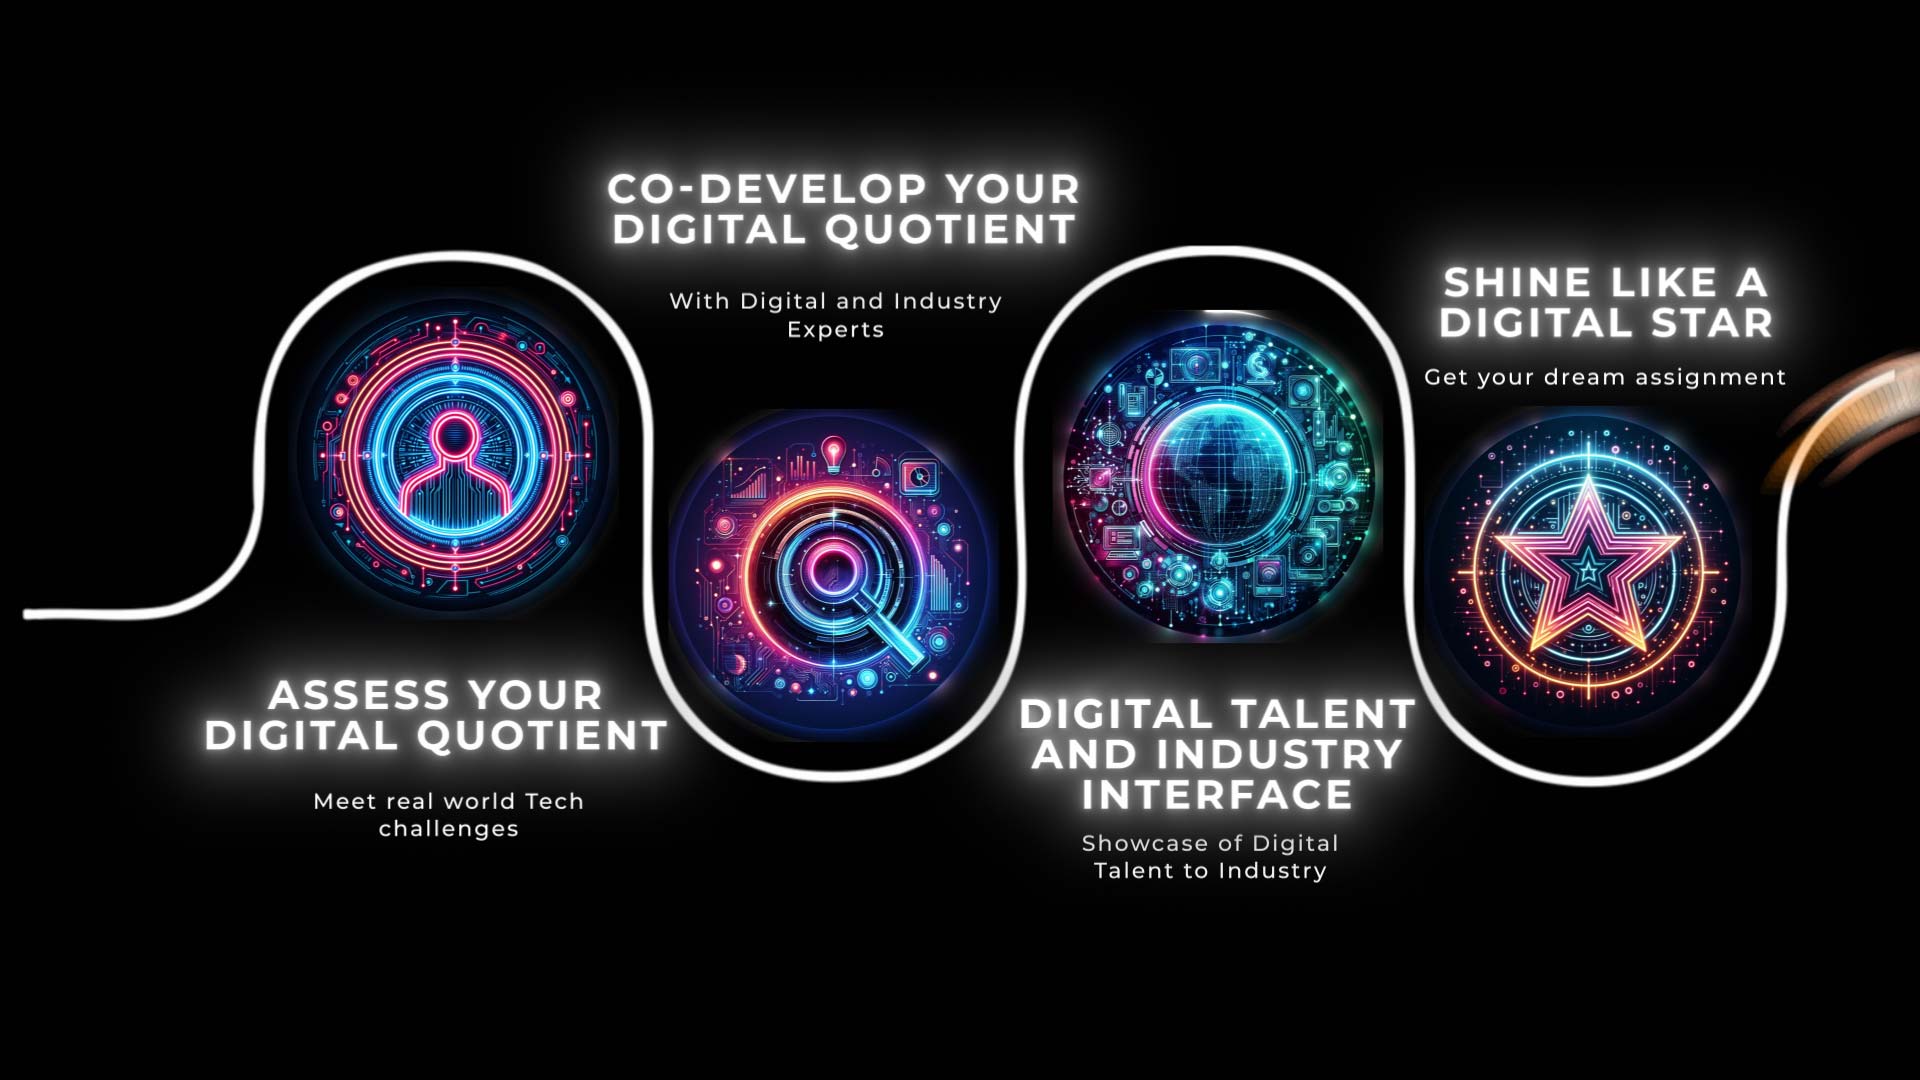 ASSESS YOUR
DIGITAL QUOTIENT
Meet real world Tech
challenges
CO-DEVELOP YOUR
DIGITAL QUOTIENT
With Digital and Industry
Experts
DIGITAL TALENT
AND INDUSTRY
INTERFACE
Showcase of Digital
Talent to Industry
SHINE LIKE A
DIGITAL STAR
Get your dream assignment